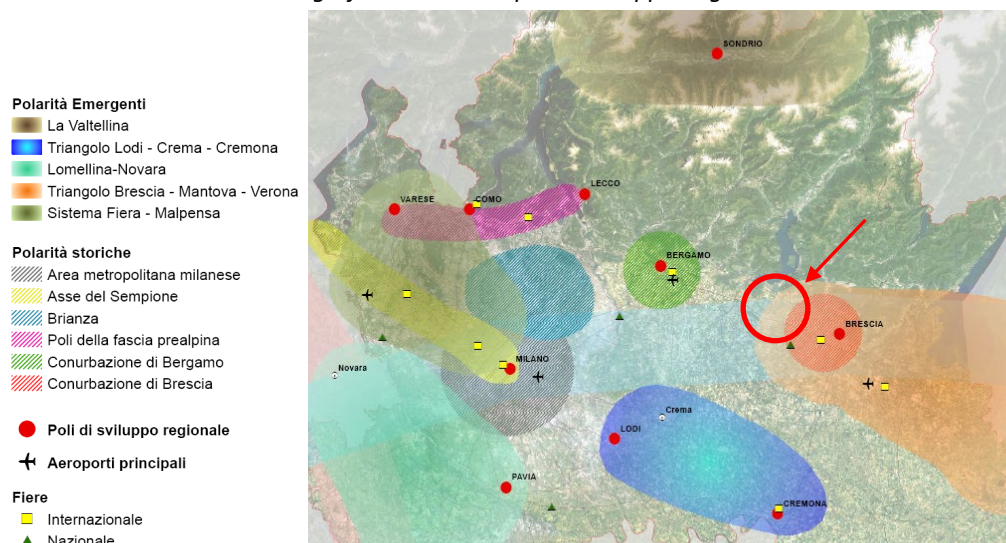 Polarità Emergenti
La Valtellina
Triangolo Lodi - Crema - Cremona
Lomellina-Novara
Triangolo Brescia - Mantova - Verona
Sistema Fiera - Malpensa
Polarità storiche
Area metropolitana milanese
Asse del Sempione
Brianza
Poli della fascia prealpina
Conurbazione di Bergamo
Conurbazione di Brescia
Poli di sviluppo regionale
Aeroporti principali
Fiere
Internazionale
Nazionale
SONDRIO
LECCO
VARESE
COMO
BERGAMO
BRESCIA
MILANO
Novara
Crema
LODI
PAVIA
CREMONA